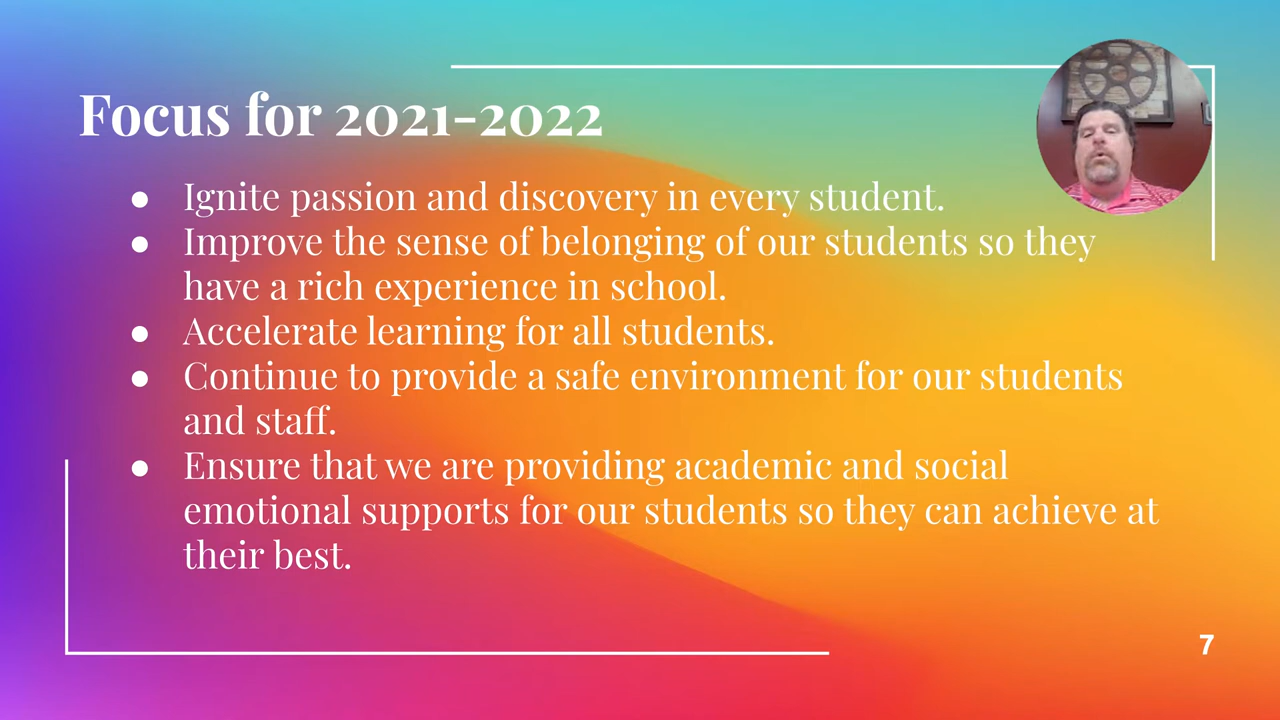 Focus for 2021-2022
● Ignite passion and discovery in every student.
● Improve the sense of belonging of our students so they
have a rich experience in school.
● Accelerate learning for all students.
● Continue to provide a safe environment for our students
and staff.
● Ensure that we are providing academic and social
emotional supports for our students so they can achieve at
their best.
7